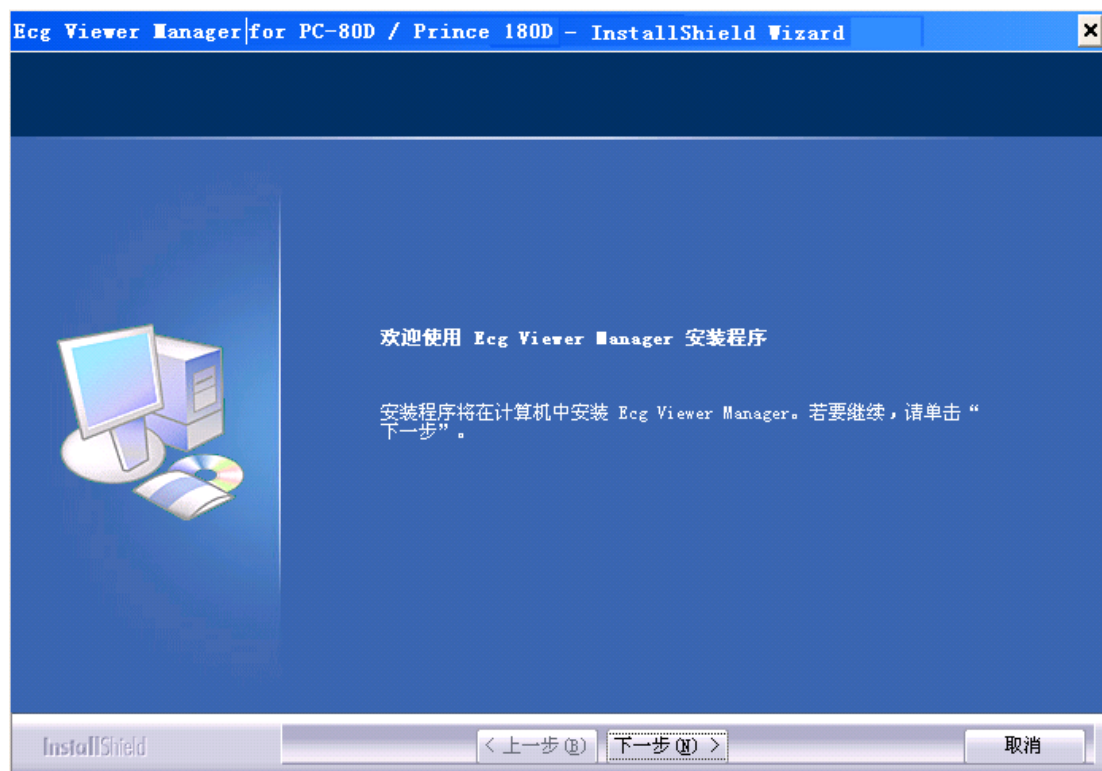 Ecg Viewer Manager for PC-80D / Prince 180D - InstallShield Wizard
欢迎使用 Ecg Viewer Manager 安装程序
安装程序将在计算机中安装 Ecg Viewer Manager。若要继续，请单击“
下一步”。
InstallShield
< 上一步(B)
下一步(N) >
取消